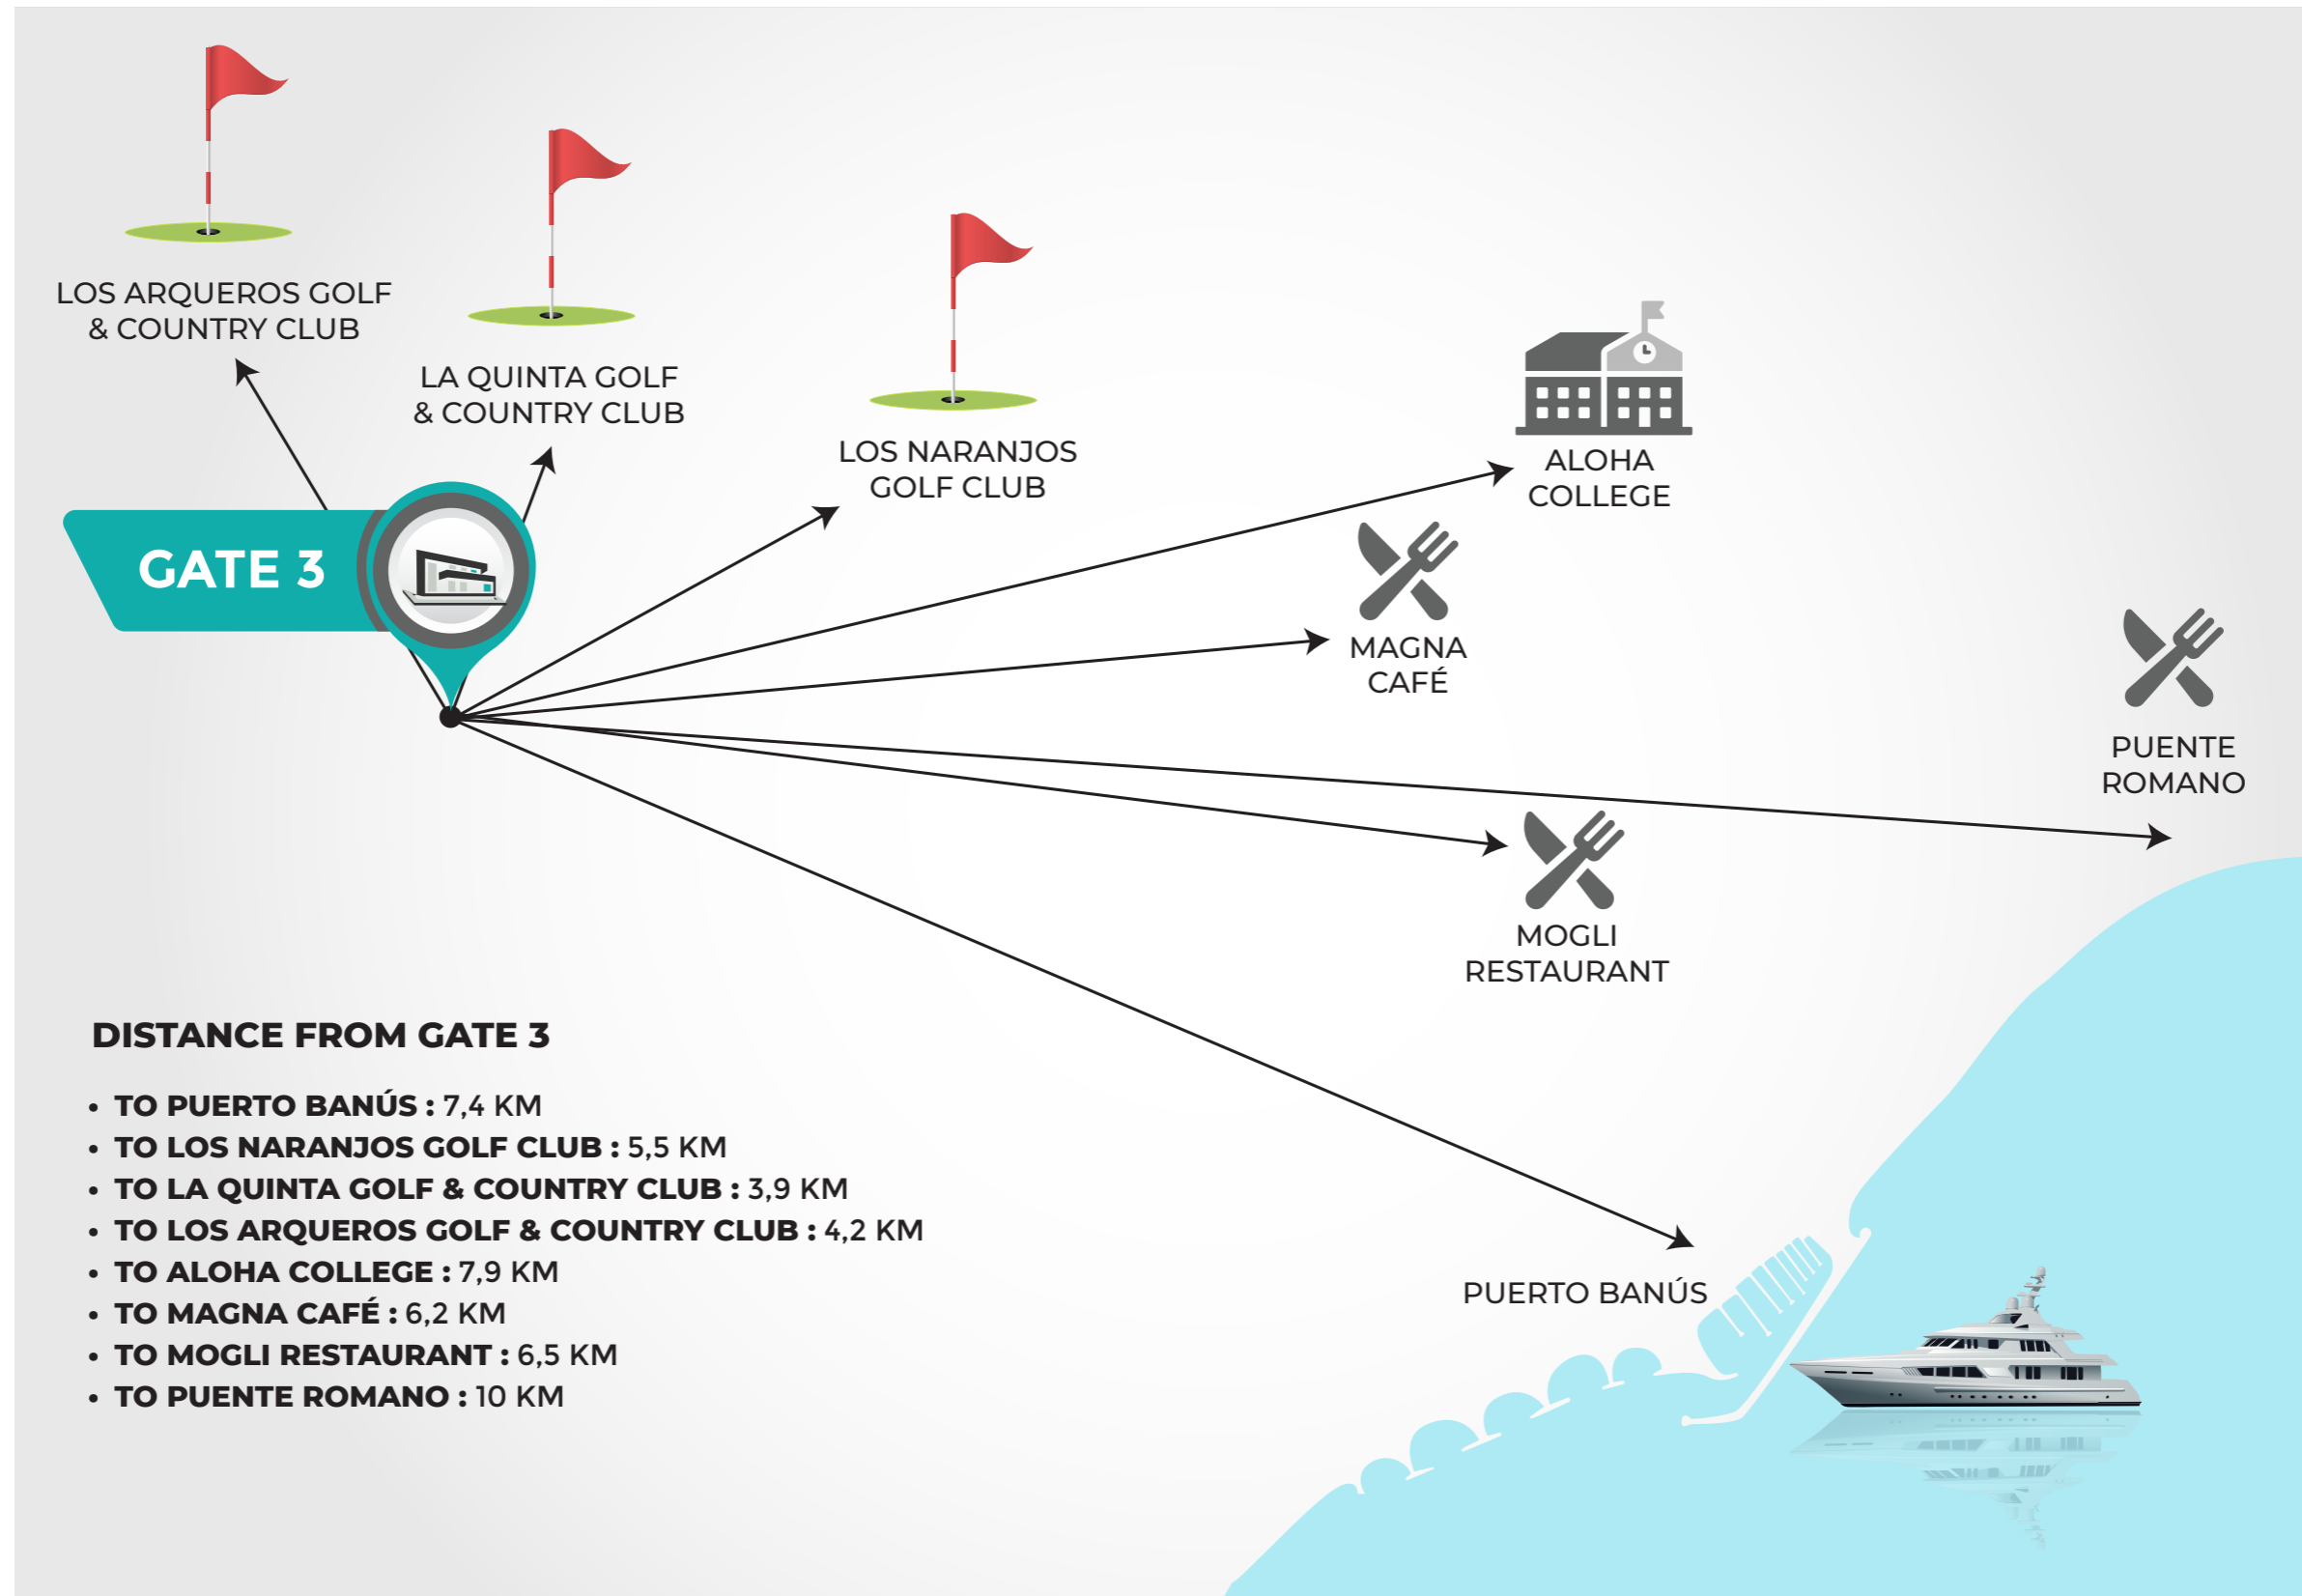 LOS ARQUEROS GOLF
& COUNTRY CLUB
LA QUINTA GOLF
& COUNTRY CLUB
LOS NARANJOS
GOLF CLUB
ALOHA
COLLEGE
GATE 3
MAGNA
CAFÉ
PUENTE
ROMANO
MOGLI
RESTAURANT
PUERTO BANÚS
DISTANCE FROM GATE 3
• TO PUERTO BANÚS : 7,4 KM
• TO LOS NARANJOS GOLF CLUB : 5,5 KM
• TO LA QUINTA GOLF & COUNTRY CLUB : 3,9 KM
• TO LOS ARQUEROS GOLF & COUNTRY CLUB : 4,2 KM
• TO ALOHA COLLEGE : 7,9 KM
• TO MAGNA CAFÉ : 6,2 KM
• TO MOGLI RESTAURANT : 6,5 KM
• TO PUENTE ROMANO : 10 KM